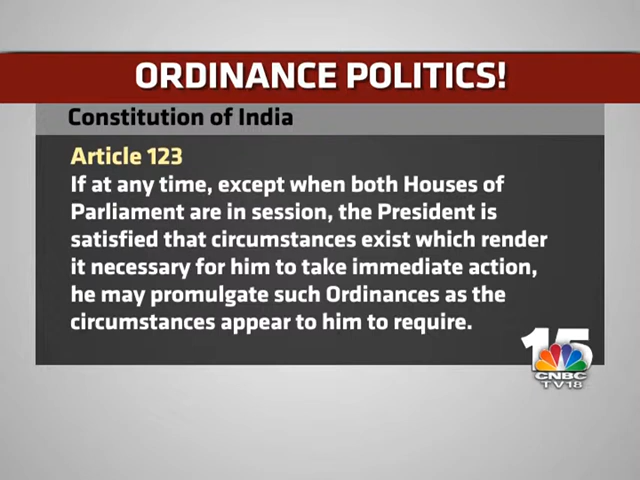 ORDINANCE POLITICS!
Constitution of India
Article 123
If at any time, except when both Houses of
Parliament are in session, the President is
satisfied that circumstances exist which render
it necessary for him to take immediate action,
he may promulgate such Ordinances as the
circumstances appear to him to require.
15
CNBC
TV18